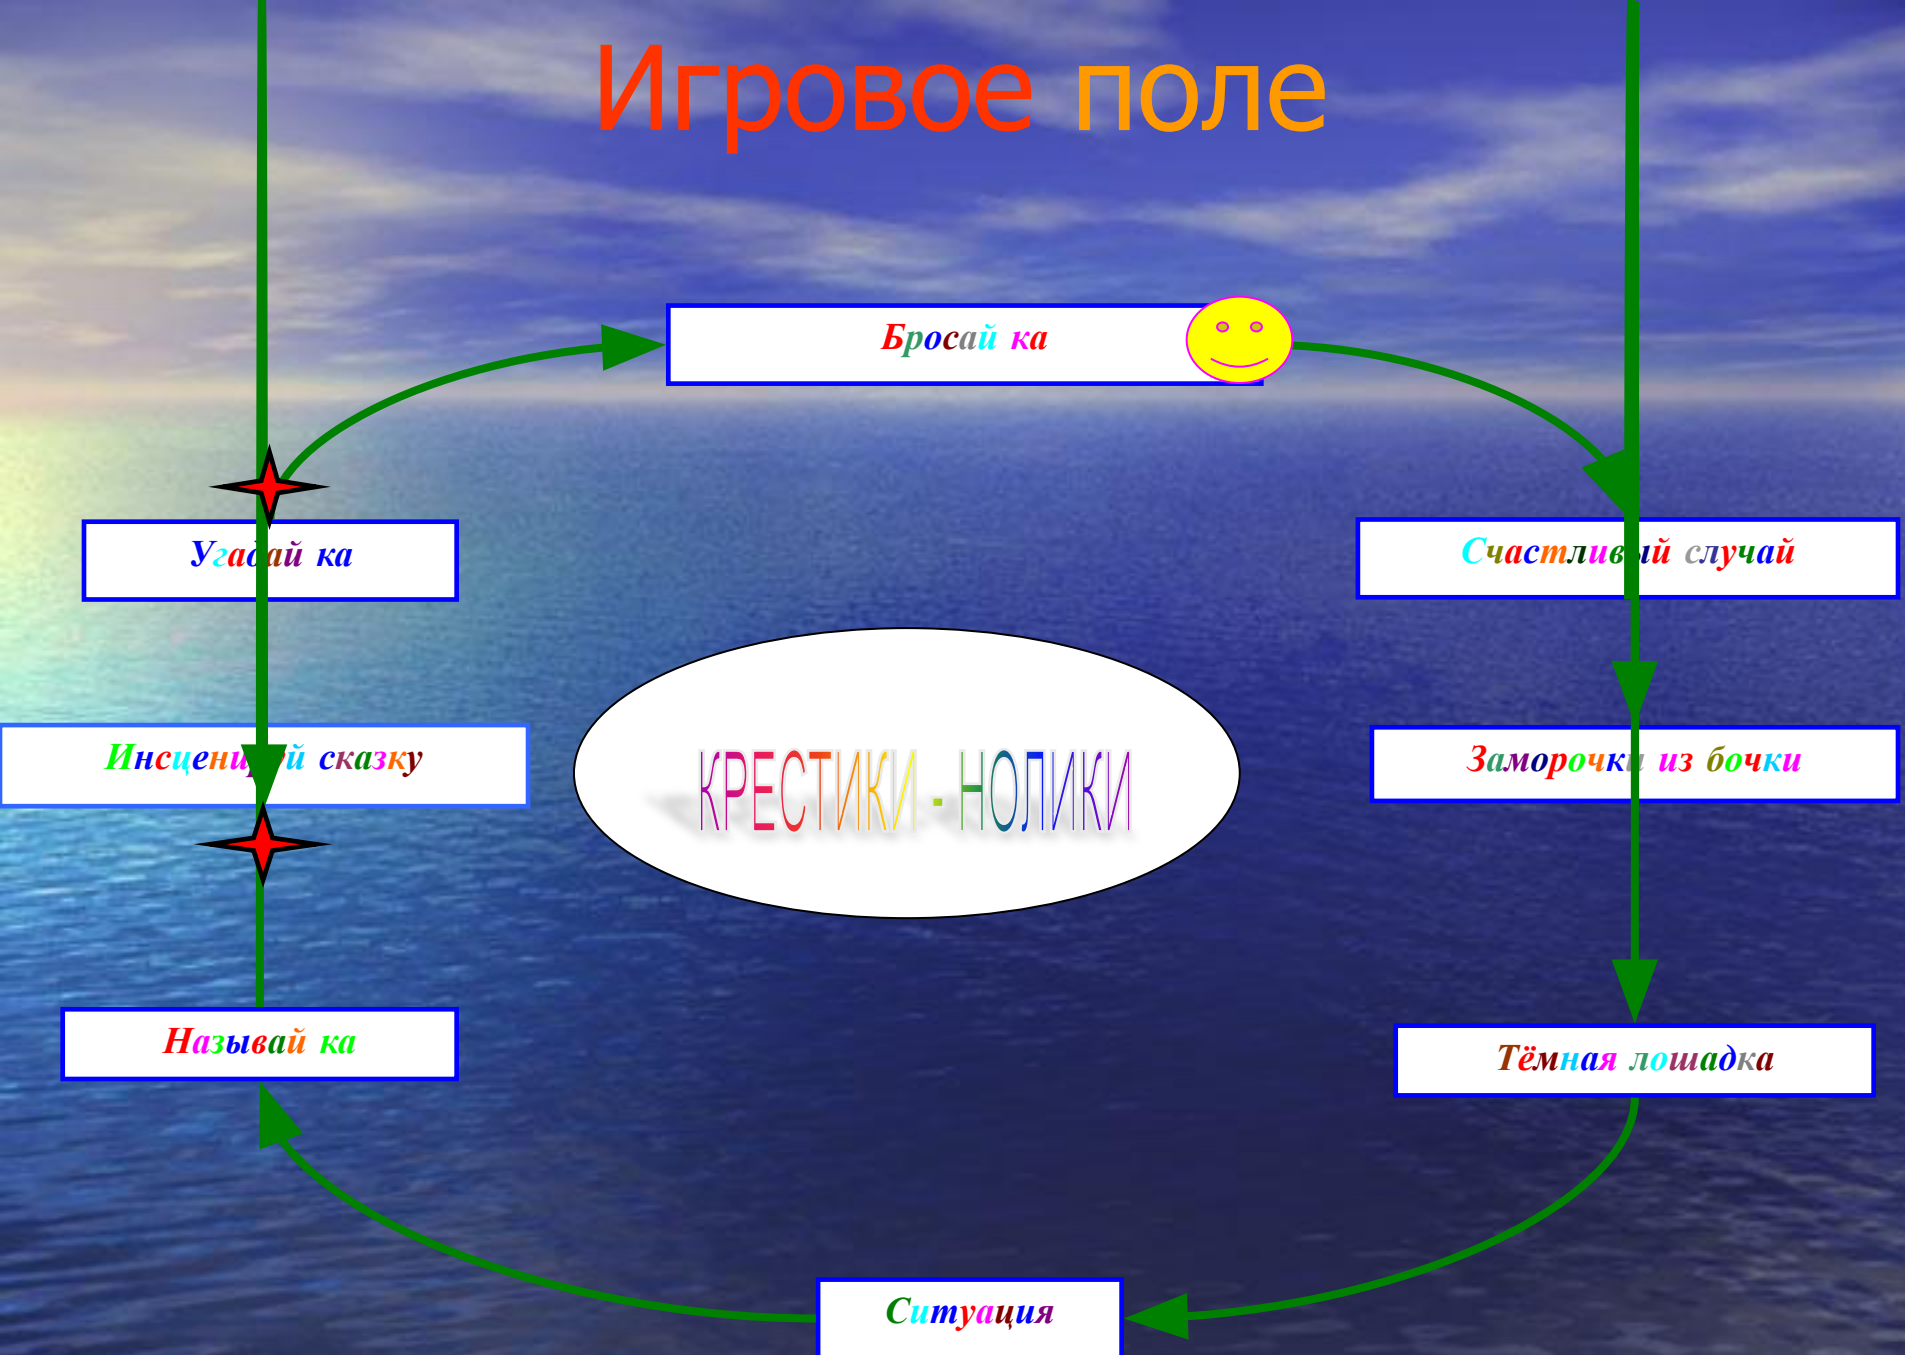 Игровое поле
Бросай ка
Угадай ка
Счастливый случай
Инсценируй сказку
КРЕСТИКИ - НОЛИКИ
Заморочки из бочки
Называй ка
Тёмная лошадка
Ситуация